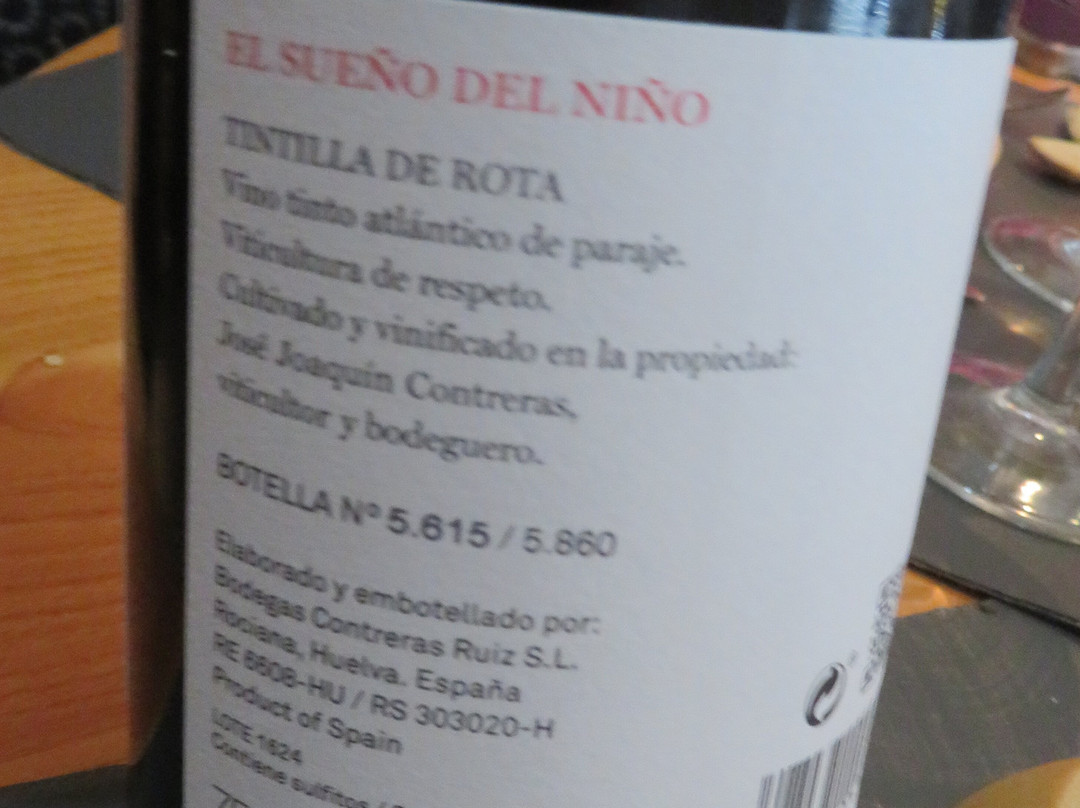 EL SUEÑO DEL NIÑO
TINTILLA DE ROTA
Vino tinto atlántico de paraje.
Viticultura de respeto.
Cultivado y vinificado en la propiedad:
José Joaquín Contreras,
viticultor y bodeguero.
BOTELLA Nº 5.615 / 5.860
Elaborado y embotellado por:
Bodegas Contreras Ruiz S.L.
Rociana, Huelva. España
RE 6608-HU / RS 303020-H
Product of Spain
LOTE 1624
Contiene sulfitos /